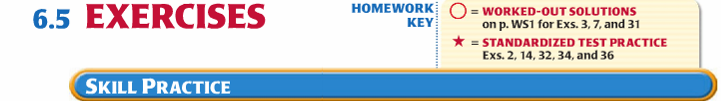 6.5 EXERCISES
HOMEWORK KEY
○ = WORKED-OUT SOLUTIONS
on p. WS1 for Exs. 3, 7, and 31
★ = STANDARDIZED TEST PRACTICE
Exs. 2, 14, 32, 34, and 36
SKILL PRACTICE